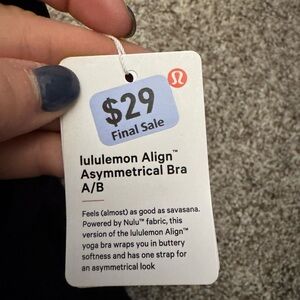 $29
Final Sale
lululemon Align™
Asymmetrical Bra
A/B
Feels (almost) as good as savasana.
Powered by Nulu™ fabric, this
version of the lululemon Align™
yoga bra wraps you in buttery
softness and has one strap for
an asymmetrical look